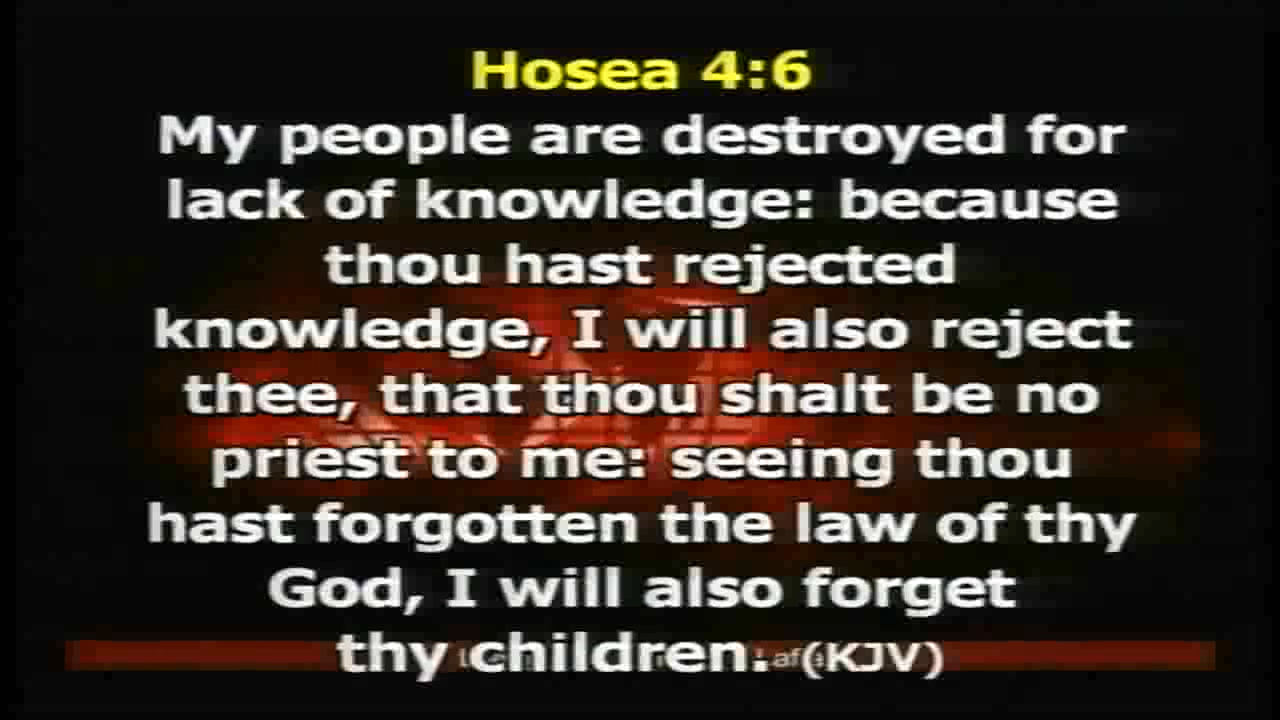 Hosea 4:6
My people are destroyed for
lack of knowledge: because
thou hast rejected
knowledge, I will also reject
thee, that thou shalt be no
priest to me: seeing thou
hast forgotten the law of thy
God, I will also forget
thy children. (KJV)